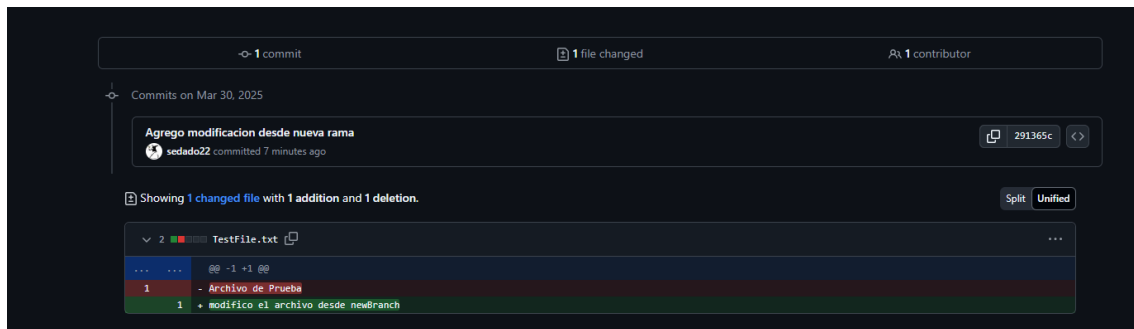 1 commit 1 file changed 1 contributor
Commits on Mar 30, 2025
Agrego modificacion desde nueva rama
291365c
sedado22 committed 7 minutes ago
Showing 1 changed file with 1 addition and 1 deletion.
Split Unified
2 TestFile.txt ...
... ... @@ -1 +1 @@
1 - Archivo de Prueba
1 + modifico el archivo desde newBranch